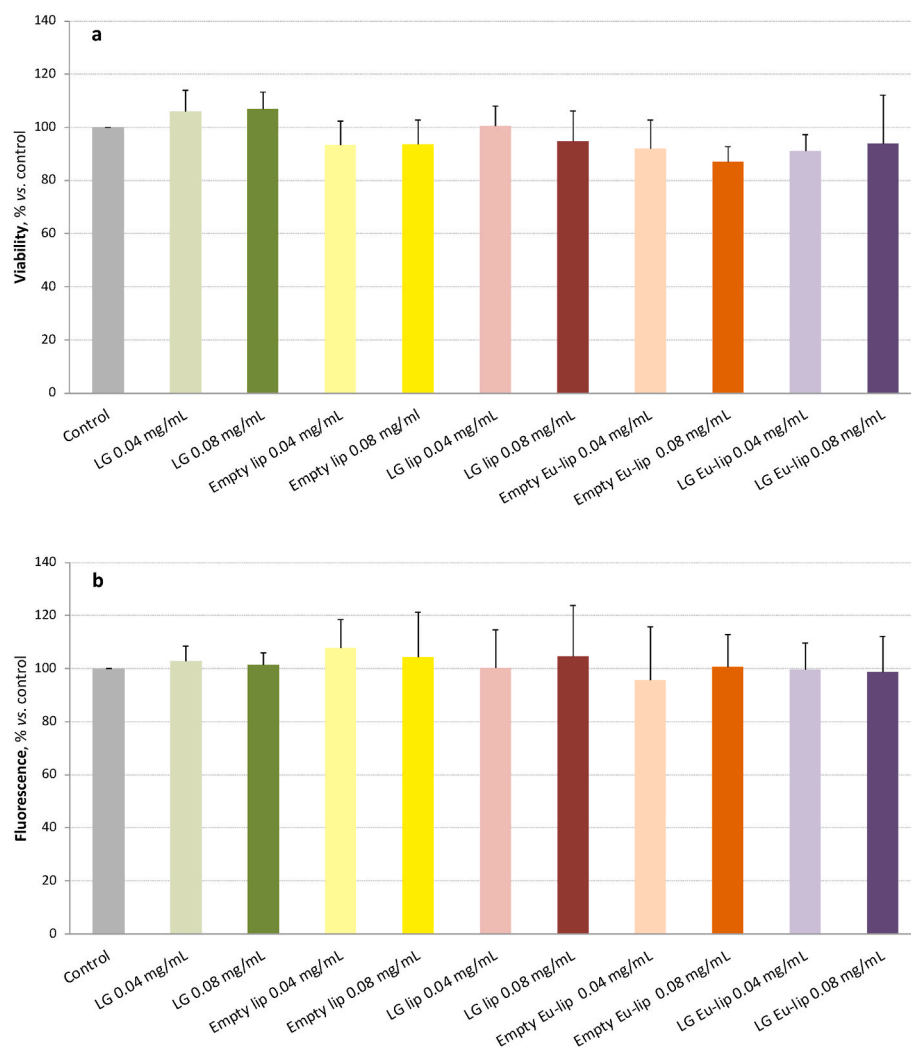 a
140
120
100
80
60
40
20
0
Viability, % vs. control
Control
LG 0.04 mg/mL
LG 0.08 mg/mL
Empty lip 0.04 mg/mL
Empty lip 0.08 mg/ml
LG lip 0.04 mg/mL
LG lip 0.08 mg/mL
Empty Eu-lip 0.04 mg/mL
Empty Eu-lip 0.08 mg/mL
LG Eu-lip 0.04 mg/mL
LG Eu-lip 0.08 mg/mL
b
140
120
100
80
60
40
20
0
Fluorescence, % vs. control
Control
LG 0.04 mg/mL
LG 0.08 mg/mL
Empty lip 0.04 mg/mL
Empty lip 0.08 mg/mL
LG lip 0.04 mg/mL
LG lip 0.08 mg/mL
Empty Eu-lip 0.04 mg/mL
Empty Eu-lip 0.08 mg/mL
LG Eu-lip 0.04 mg/mL
LG Eu-lip 0.08 mg/mL